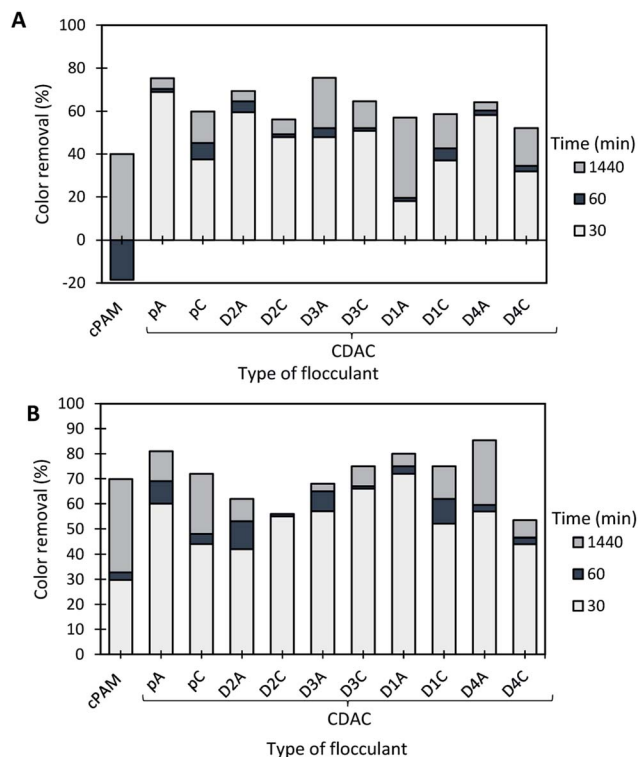 A
100
80
60
40
20
0
-20
Color removal (%)
Time (min)
1440
60
30
cPAM
pA
pC
D2A
D2C
D3A
D3C
D1A
D1C
D4A
D4C
CDAC
Type of flocculant
B
100
90
80
70
60
50
40
30
20
10
0
Color removal (%)
Time (min)
1440
60
30
cPAM
pA
pC
D2A
D2C
D3A
D3C
D1A
D1C
D4A
D4C
CDAC
Type of flocculant